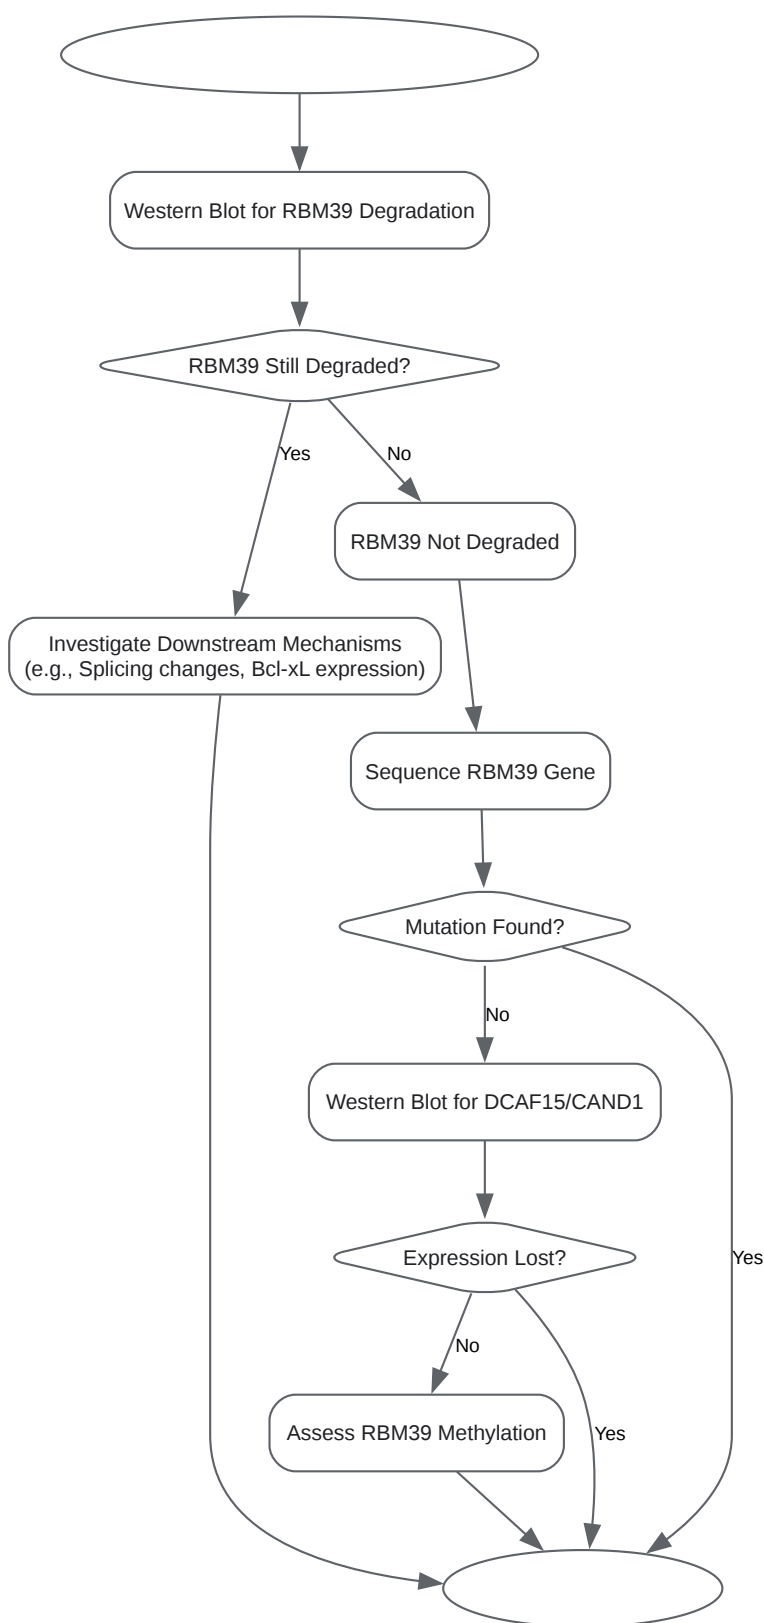 Western Blot for RBM39 Degradation
RBM39 Still Degraded?
Yes
No
RBM39 Not Degraded
Investigate Downstream Mechanisms
(e.g., Splicing changes, Bcl-xL expression)
Sequence RBM39 Gene
Mutation Found?
No
Western Blot for DCAF15/CAND1
Expression Lost?
Yes
No
Assess RBM39 Methylation
Yes